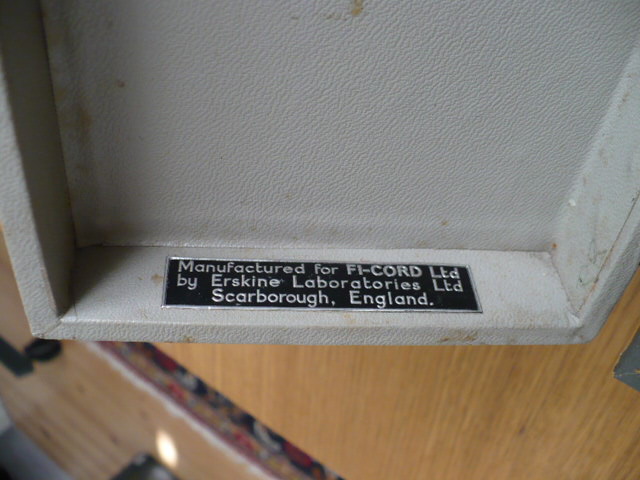 Manufactured for FI-CORD Ltd
by Erskine Laboratories Ltd
Scarborough, England.